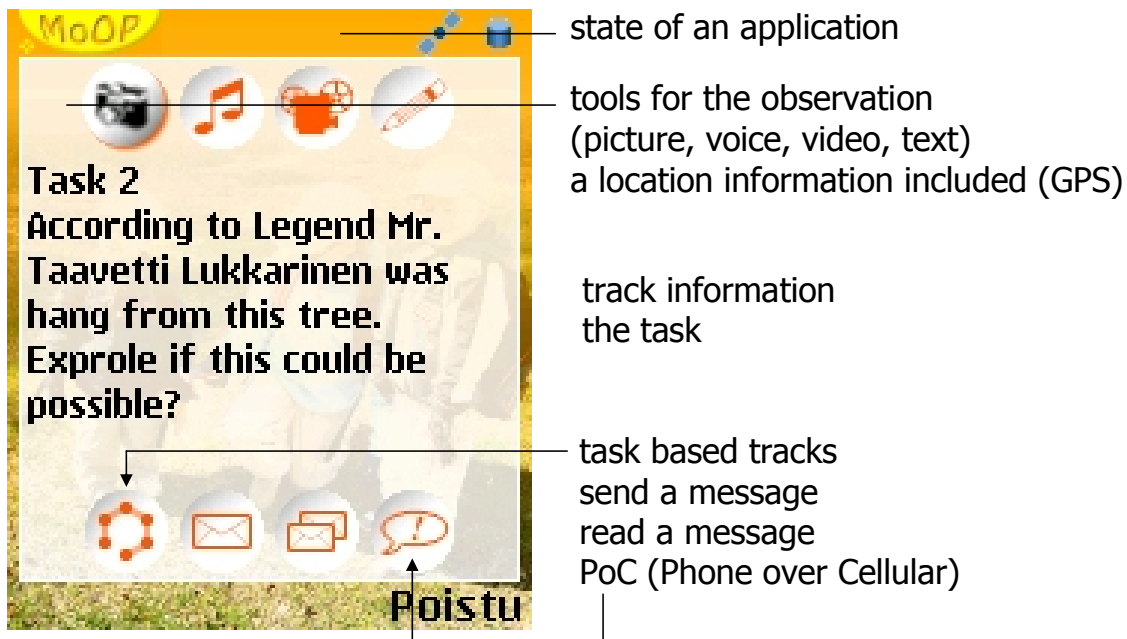 MoOP
state of an application
tools for the observation
(picture, voice, video, text)
a location information included (GPS)
Task 2
According to Legend Mr.
Taavetti Lukkarinen was
hang from this tree.
Exprole if this could be
possible?
track information
the task
task based tracks
send a message
read a message
PoC (Phone over Cellular)
Poistu